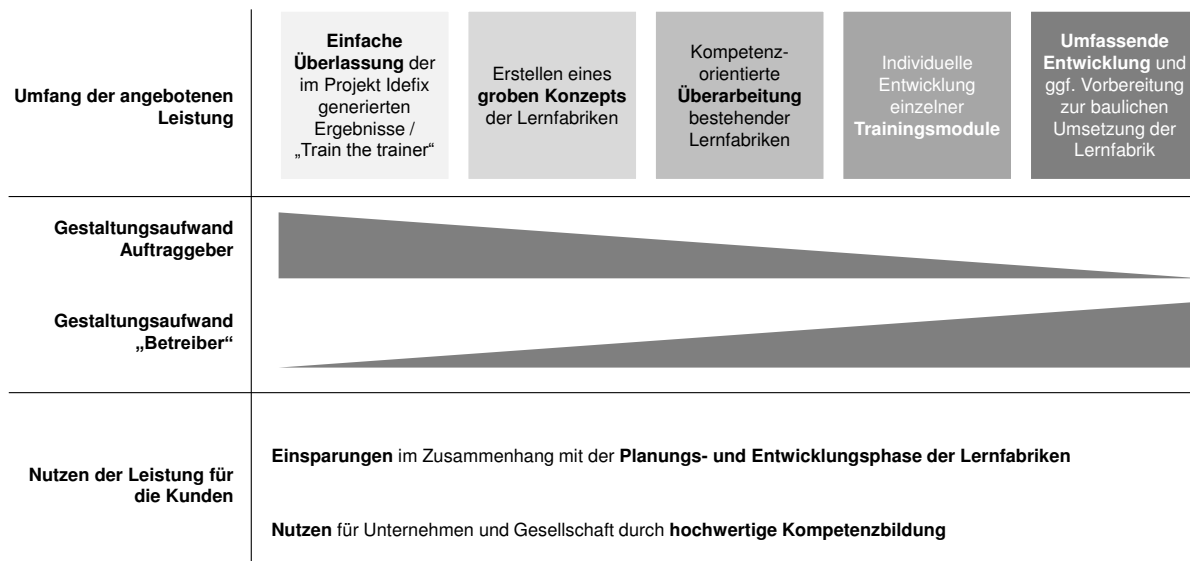 Umfang der angebotenen
Leistung
Einfache
Überlassung der
im Projekt Idefix
generierten
Ergebnisse /
„Train the trainer“
Erstellen eines
groben Konzepts
der Lernfabriken
Kompetenz-
orientierte
Überarbeitung
bestehender
Lernfabriken
Individuelle
Entwicklung
einzelner
Trainingsmodule
Umfassende
Entwicklung und
ggf. Vorbereitung
zur baulichen
Umsetzung der
Lernfabrik
Gestaltungsaufwand
Auftraggeber
Gestaltungsaufwand
„Betreiber“
Nutzen der Leistung für
die Kunden
Einsparungen im Zusammenhang mit der Planungs- und Entwicklungsphase der Lernfabriken
Nutzen für Unternehmen und Gesellschaft durch hochwertige Kompetenzbildung